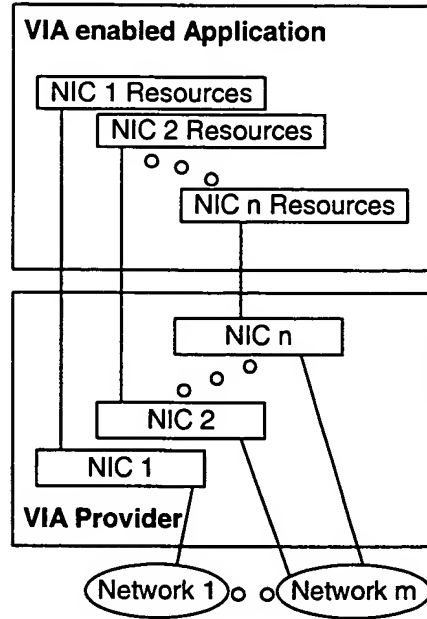 VIA enabled Application
NIC 1 Resources
NIC 2 Resources
NIC n Resources
NIC n
NIC 2
NIC 1
VIA Provider
Network 1
Network m